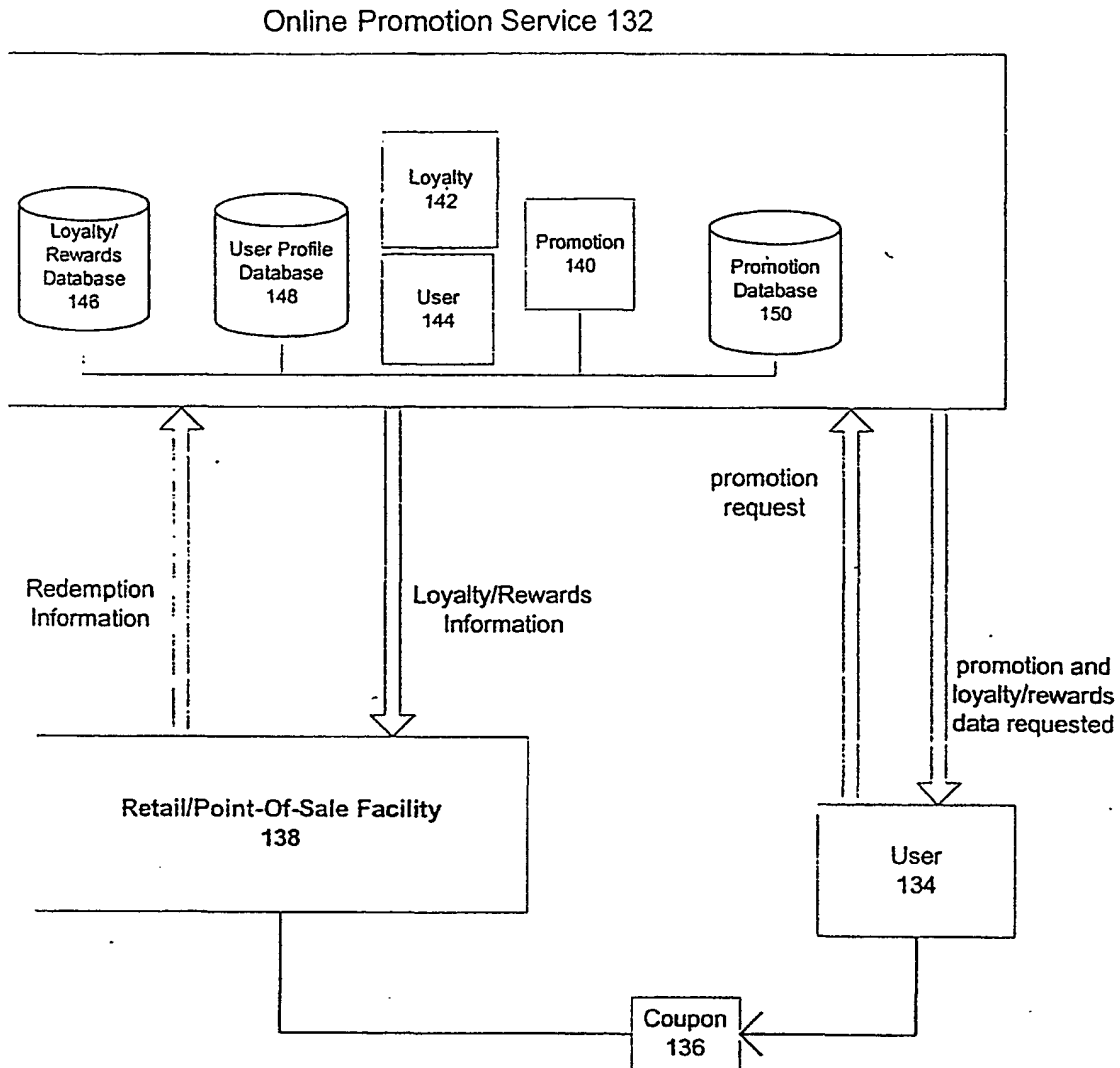 Online Promotion Service 132
Loyalty/
Rewards
Database
146
User Profile
Database
148
Loyalty
142
User
144
Promotion
140
Promotion
Database
150
Redemption
Information
Loyalty/Rewards
Information
promotion
request
promotion and
loyalty/rewards
data requested
Retail/Point-Of-Sale Facility
138
User
134
Coupon
136